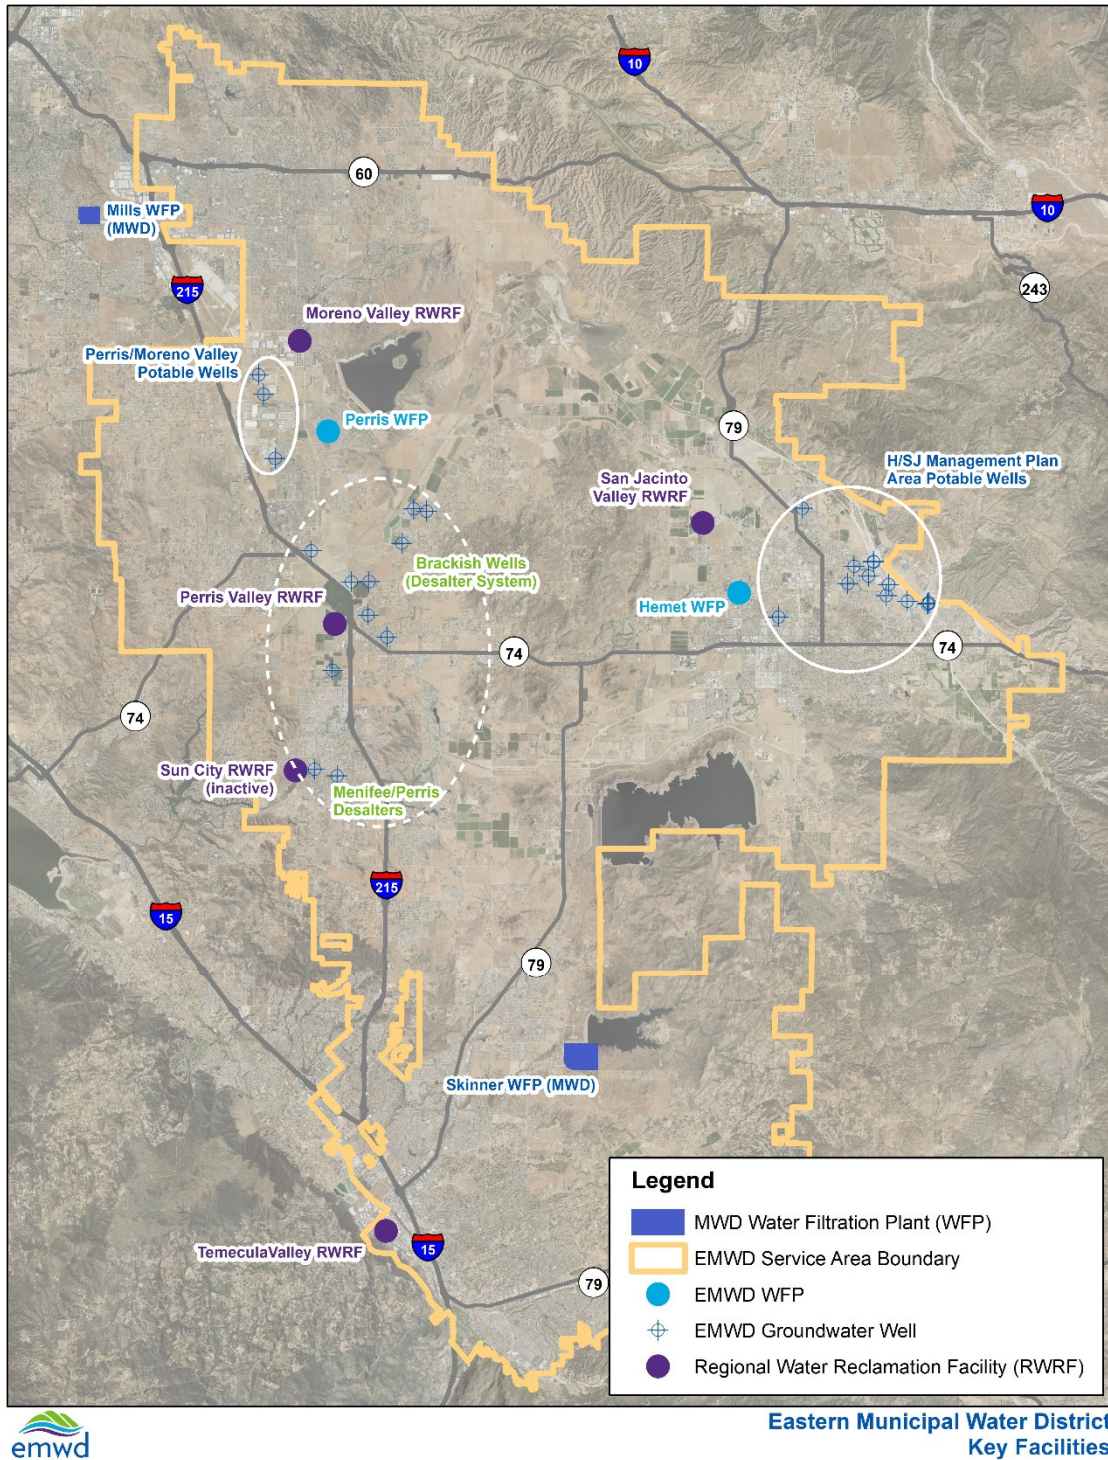 10
60
Mills WFP
(MWD)
10
215
243
Moreno Valley RWRF
Perris/Moreno Valley
Potable Wells
Perris WFP
79
H/SJ Management Plan
Area Potable Wells
San Jacinto
Valley RWRF
Brackish Wells
(Desalter System)
Perris Valley RWRF
Hemet WFP
74
74
74
Sun City RWRF
(inactive)
Menifee/Perris
Desalters
215
15
79
Skinner WFP (MWD)
TemeculaValley RWRF
15
79
Legend
MWD Water Filtration Plant (WFP)
EMWD Service Area Boundary
EMWD WFP
EMWD Groundwater Well
Regional Water Reclamation Facility (RWRF)
emwd
Eastern Municipal Water District
Key Facilities